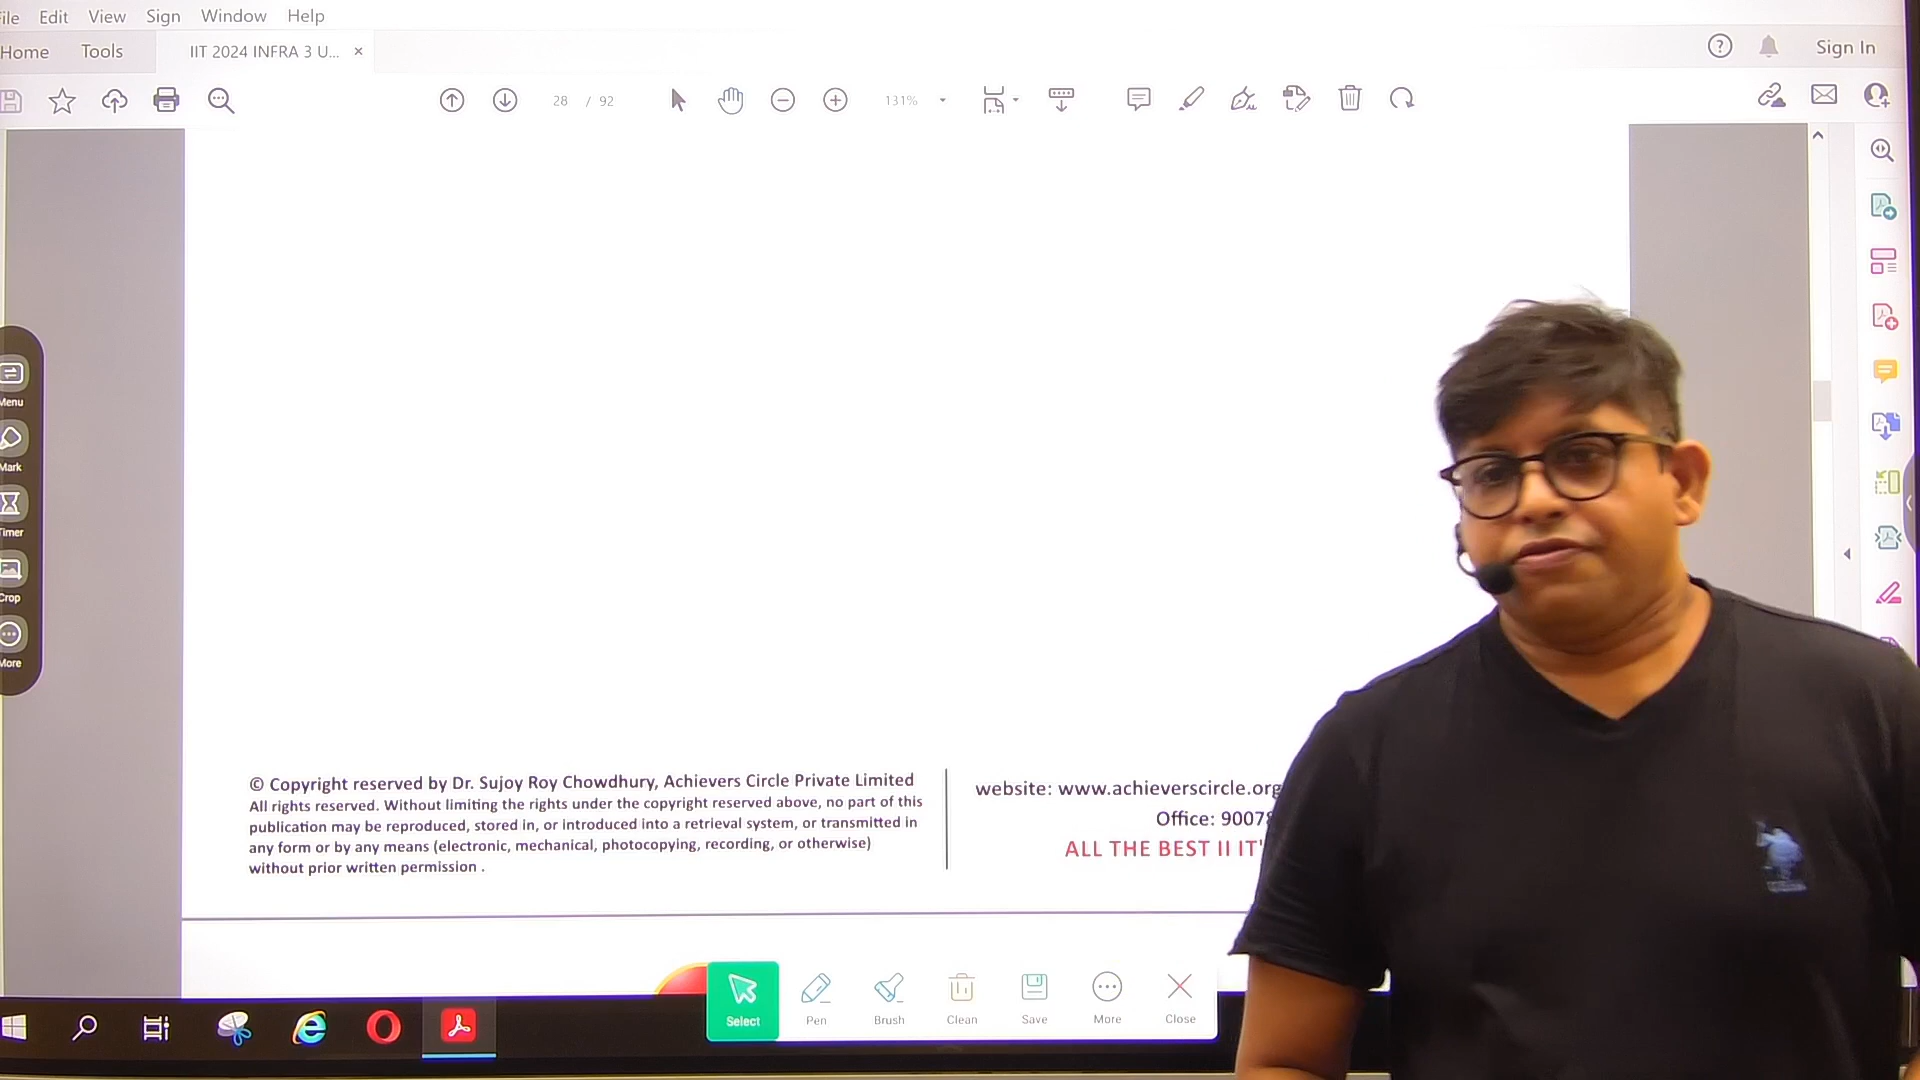 File Edit View Sign Window Help
Home Tools IIT 2024 INFRA 3 U... × Sign In
28 / 92 131%
Menu
Mark
Timer
Crop
More
© Copyright reserved by Dr. Sujoy Roy Chowdhury, Achievers Circle Private Limited
All rights reserved. Without limiting the rights under the copyright reserved above, no part of this
publication may be reproduced, stored in, or introduced into a retrieval system, or transmitted in
any form or by any means (electronic, mechanical, photocopying, recording, or otherwise)
without prior written permission .
website: www.achieverscircle.org
Office: 90078
ALL THE BEST II IT'
Select Pen Brush Clean Save More Close